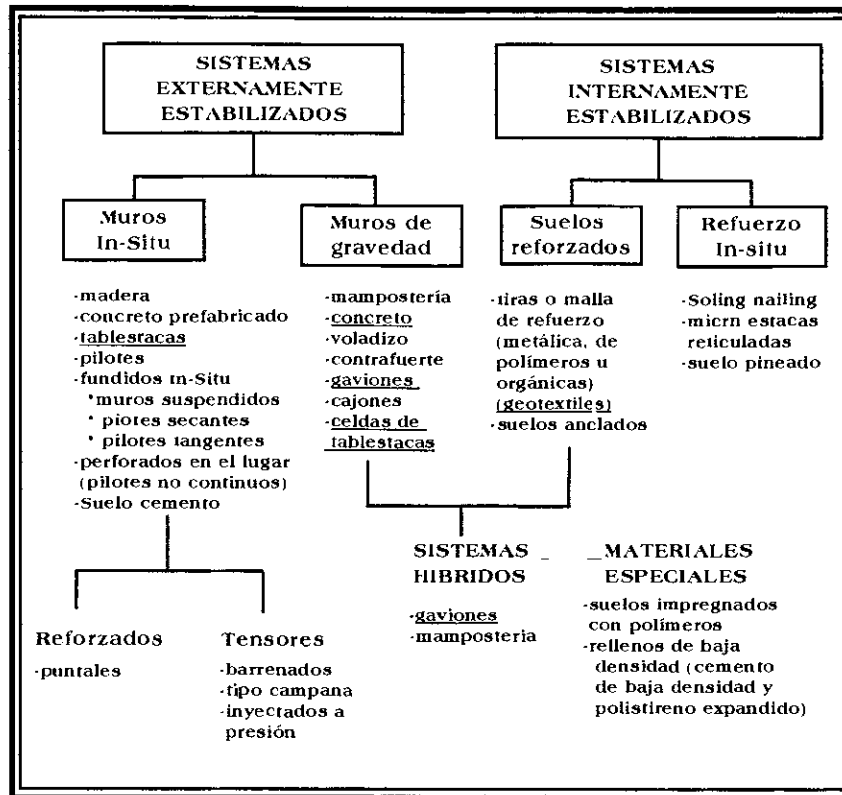 SISTEMAS
EXTERNAMENTE
ESTABILIZADOS
SISTEMAS
INTERNAMENTE
ESTABILIZADOS
Muros
In-Situ
Muros de
gravedad
Suelos
reforzados
Refuerzo
In-situ
-madera
-concreto prefabricado
-tablestacas
-pilotes
-fundidos in-Situ
•muros suspendidos
• piotes secantes
• pilotes tangentes
-perforados en el lugar
(pilotes no continuos)
-Suelo cemento
-mampostería
-concreto
-voladizo
-contrafuerte
-gaviones
-cajones
-celdas de
tablestacas
-tiras o malla
de refuerzo
(metálica, de
polímeros u
orgánicas)
(geotextiles)
-suelos anclados
-Soling nailing
-micrn estacas
reticuladas
-suelo pineado
Reforzados
-puntales
Tensores
-barrenados
-tipo campana
-inyectados a
presión
SISTEMAS
HIBRIDOS
-gaviones
-mamposteria
MATERIALES
ESPECIALES
-suelos impregnados
con polímeros
-rellenos de baja
densidad (cemento
de baja densidad y
polistireno expandido)